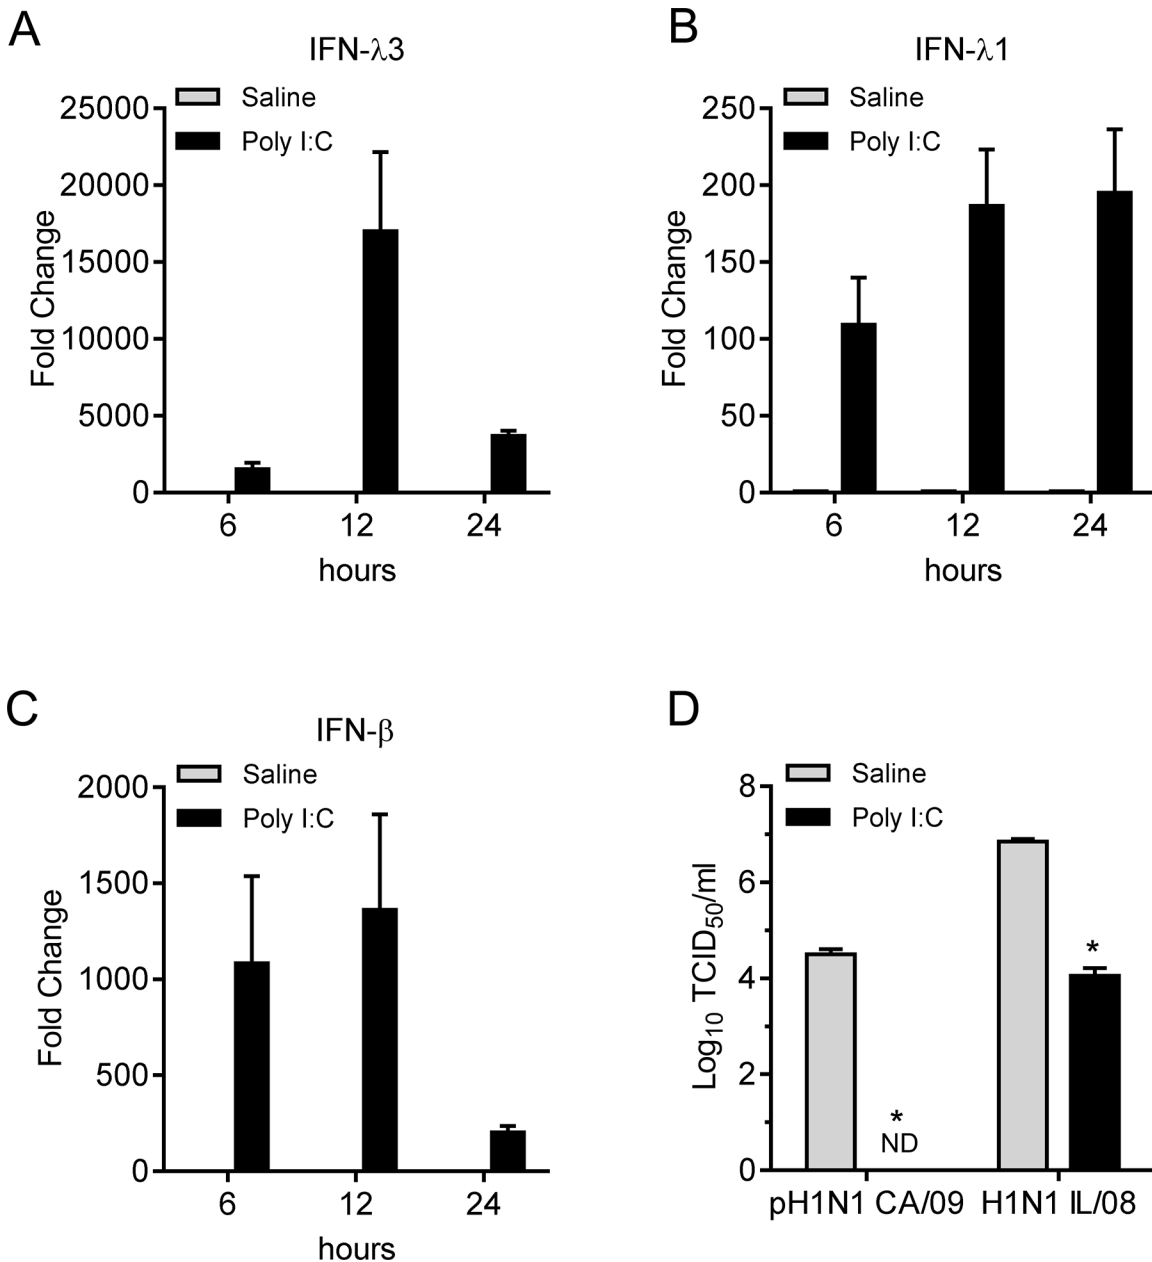 A
IFN-λ3
Saline
Poly I:C
25000
20000
15000
10000
5000
0
Fold Change
6 12 24
hours
B
IFN-λ1
Saline
Poly I:C
250
200
150
100
50
0
Fold Change
6 12 24
hours
C
IFN-β
Saline
Poly I:C
2000
1500
1000
500
0
Fold Change
6 12 24
hours
D
Saline
Poly I:C
8
6
4
2
0
Log10 TCID50/ml
*
ND
*
pH1N1 CA/09 H1N1 IL/08